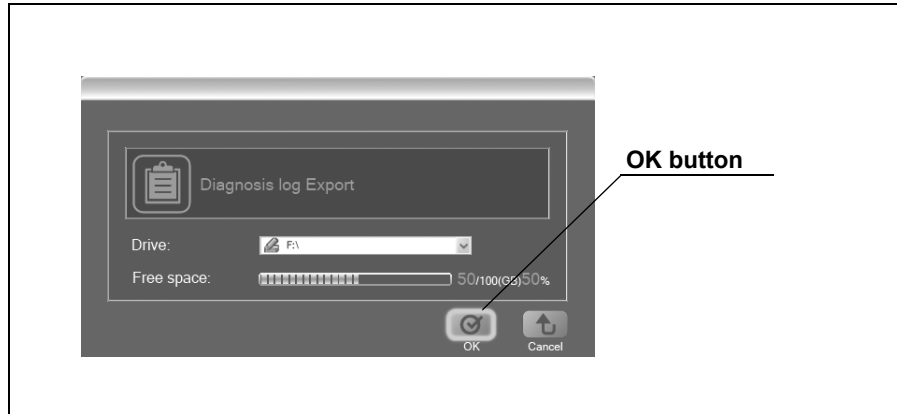 Diagnosis log Export
OK button
Drive: F:\
Free space: 50/100(GB)50%
OK Cancel